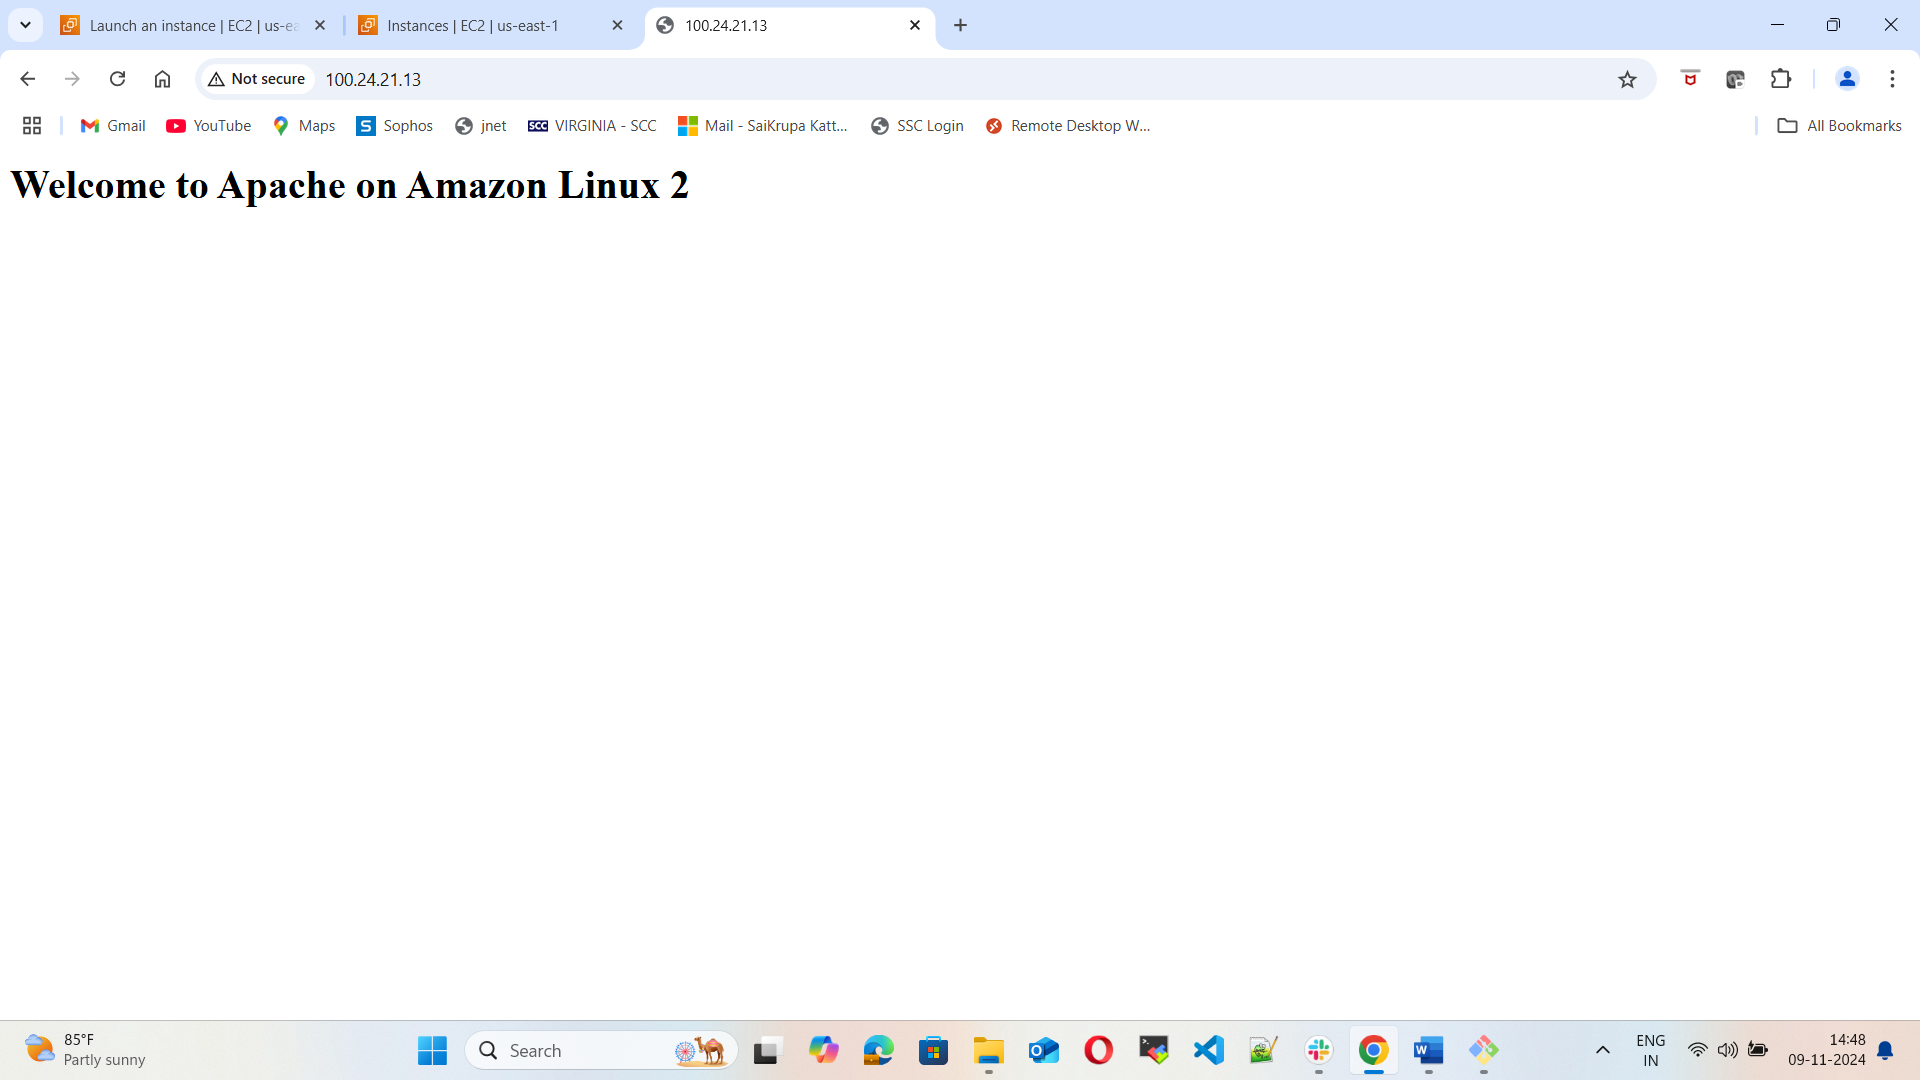 Launch an instance | EC2 | us-ea
Instances | EC2 | us-east-1
100.24.21.13
Not secure
100.24.21.13
Gmail
YouTube
Maps
Sophos
jnet
SCC VIRGINIA - SCC
Mail - SaiKrupa Katt...
SSC Login
Remote Desktop W...
All Bookmarks
Welcome to Apache on Amazon Linux 2
85°F
Partly sunny
Search
ENG
IN
14:48
09-11-2024